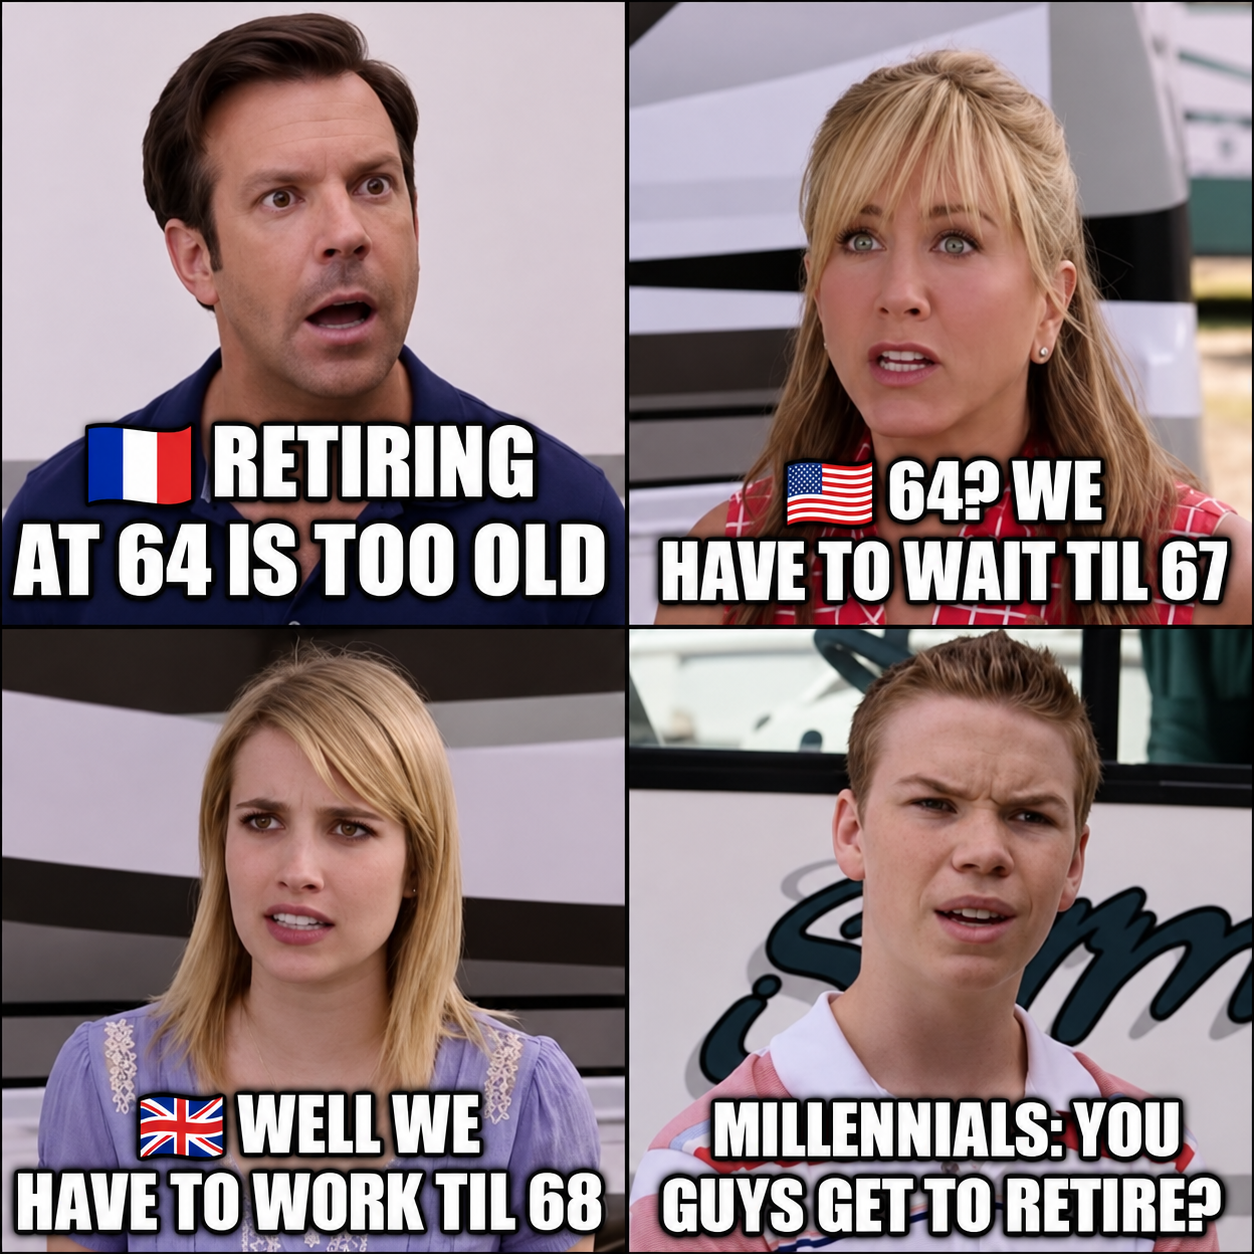 🇫🇷 RETIRING
AT 64 IS TOO OLD
🇺🇸 64? WE
HAVE TO WAIT TIL 67
🇬🇧 WELL WE
HAVE TO WORK TIL 68
MILLENNIALS: YOU
GUYS GET TO RETIRE?